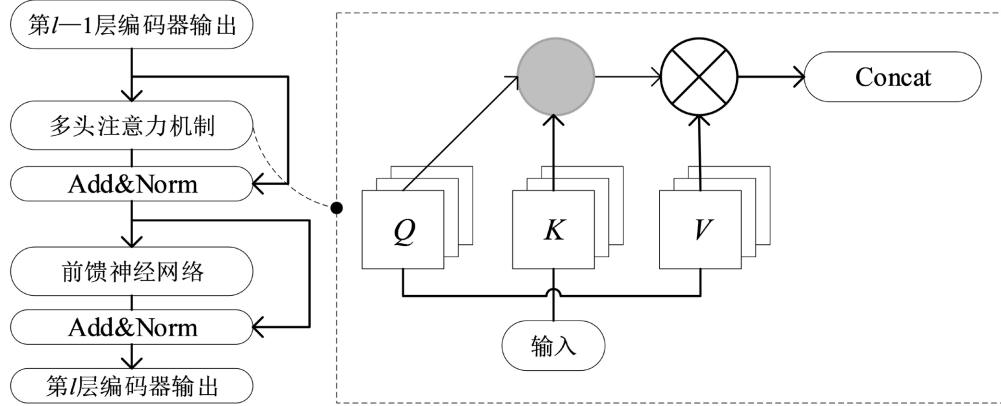 第l—1层编码器输出
多头注意力机制
Add&Norm
前馈神经网络
Add&Norm
第l层编码器输出
Concat
Q
K
V
输入